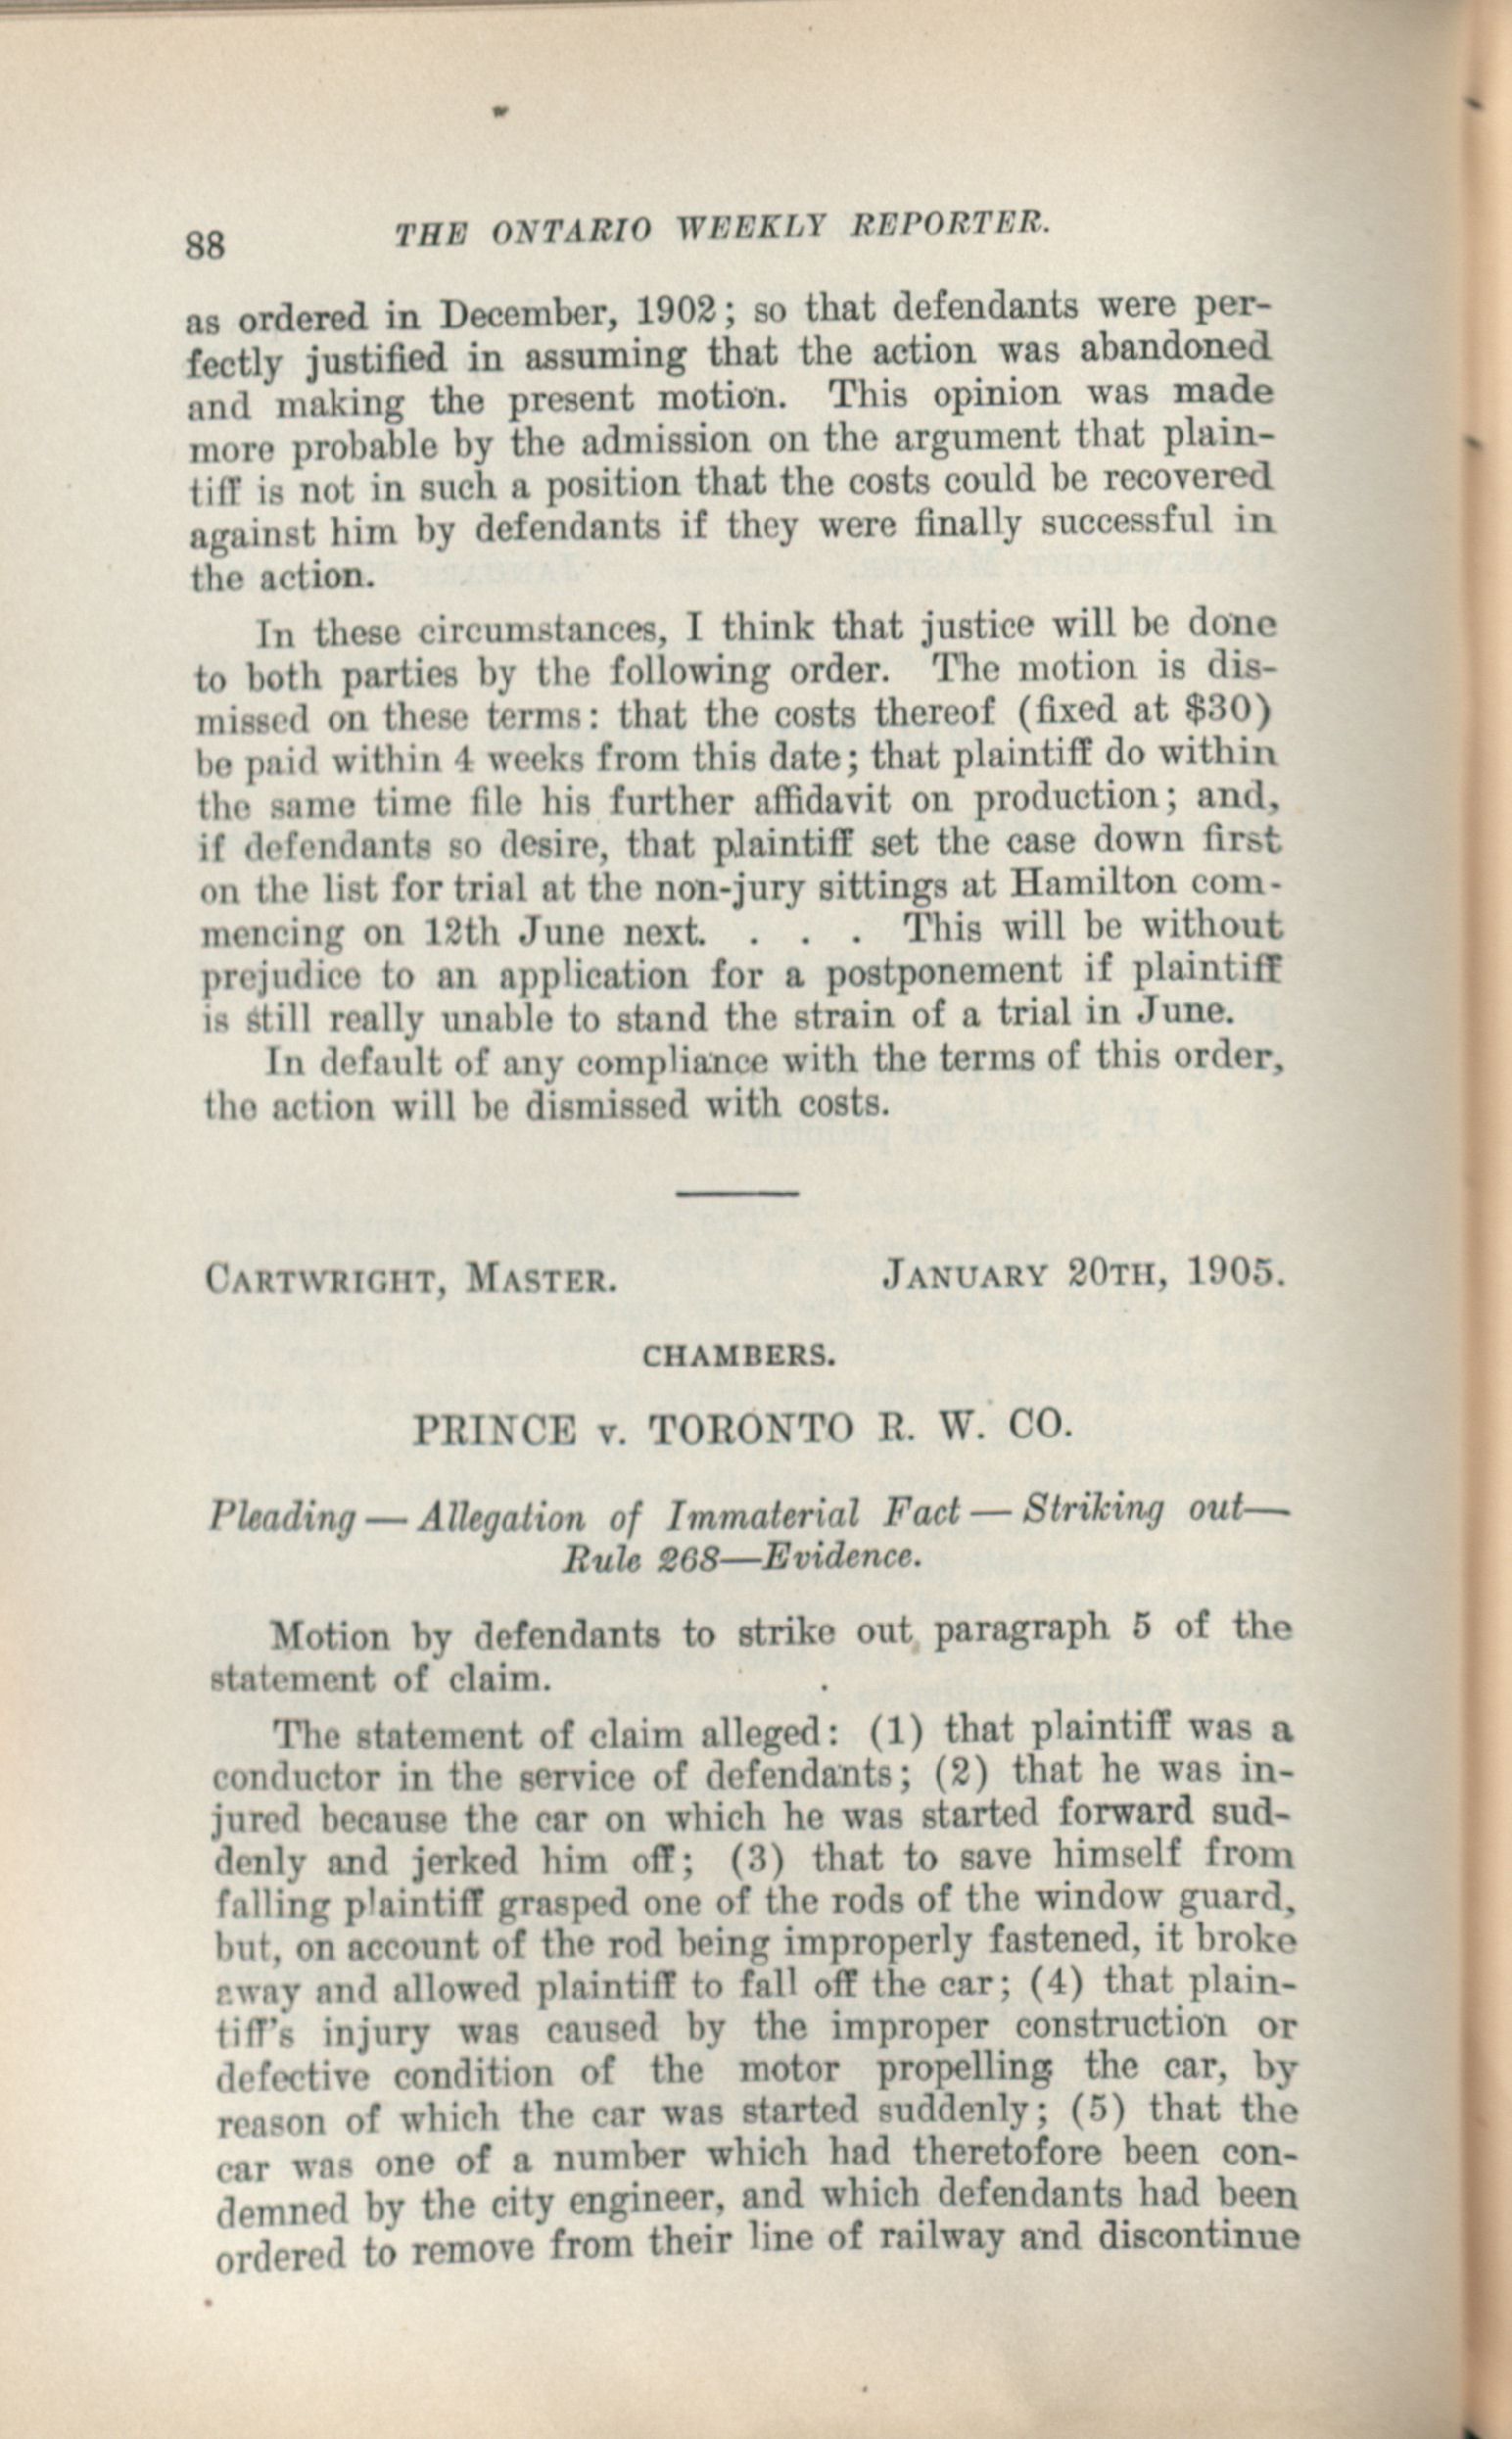 88 THE ONTARIO WEEKLY REPORTER.
as ordered in December, 1902; so that defendants were per-
fectly justified in assuming that the action was abandoned
and making the present motion. This opinion was made
more probable by the admission on the argument that plain-
tiff is not in such a position that the costs could be recovered
against him by defendants if they were finally successful in
the action.
In these circumstances, I think that justice will be done
to both parties by the following order. The motion is dis-
missed on these terms: that the costs thereof (fixed at $30)
be paid within 4 weeks from this date; that plaintiff do within
the same time file his further affidavit on production; and,
if defendants so desire, that plaintiff set the case down first
on the list for trial at the non-jury sittings at Hamilton com-
mencing on 12th June next. . . . This will be without
prejudice to an application for a postponement if plaintiff
is still really unable to stand the strain of a trial in June.
In default of any compliance with the terms of this order,
the action will be dismissed with costs.
CARTWRIGHT, MASTER. JANUARY 20TH, 1905.
CHAMBERS.
PRINCE v. TORONTO R. W. CO.
Pleading — Allegation of Immaterial Fact — Striking out—
Rule 268—Evidence.
Motion by defendants to strike out paragraph 5 of the
statement of claim.
The statement of claim alleged: (1) that plaintiff was a
conductor in the service of defendants; (2) that he was in-
jured because the car on which he was started forward sud-
denly and jerked him off; (3) that to save himself from
falling plaintiff grasped one of the rods of the window guard,
but, on account of the rod being improperly fastened, it broke
away and allowed plaintiff to fall off the car; (4) that plain-
tiff's injury was caused by the improper construction or
defective condition of the motor propelling the car, by
reason of which the car was started suddenly; (5) that the
car was one of a number which had theretofore been con-
demned by the city engineer, and which defendants had been
ordered to remove from their line of railway and discontinue